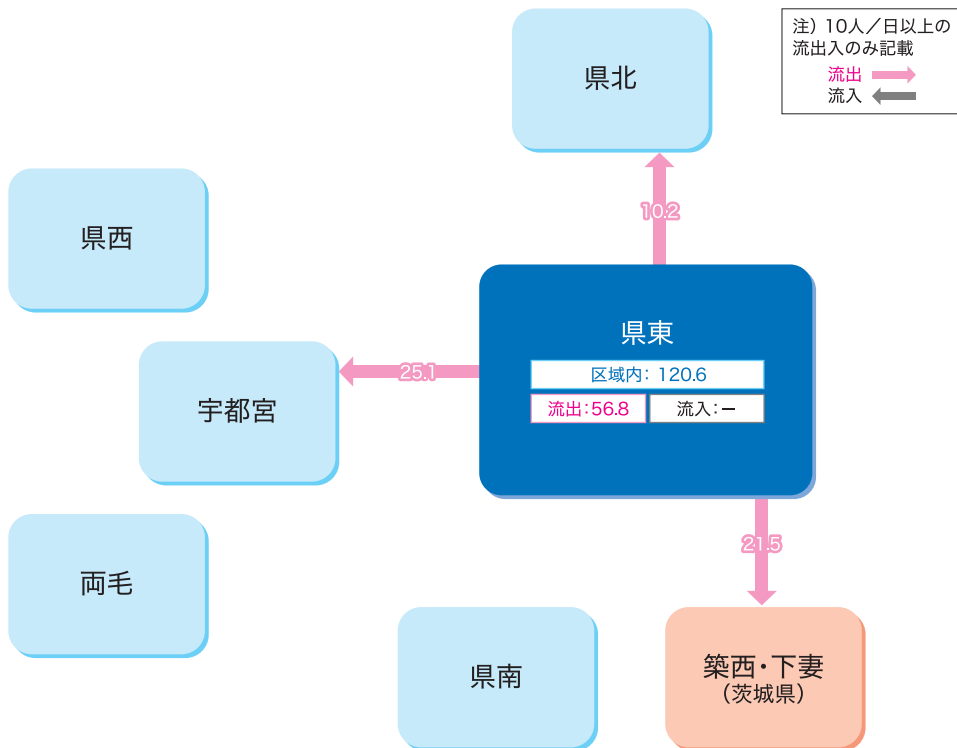 注）10人／日以上の
流出入のみ記載
流出
流入
県北
10.2
県西
県東
区域内：120.6
流出：56.8
流入：－
25.1
宇都宮
21.5
両毛
県南
築西・下妻
（茨城県）